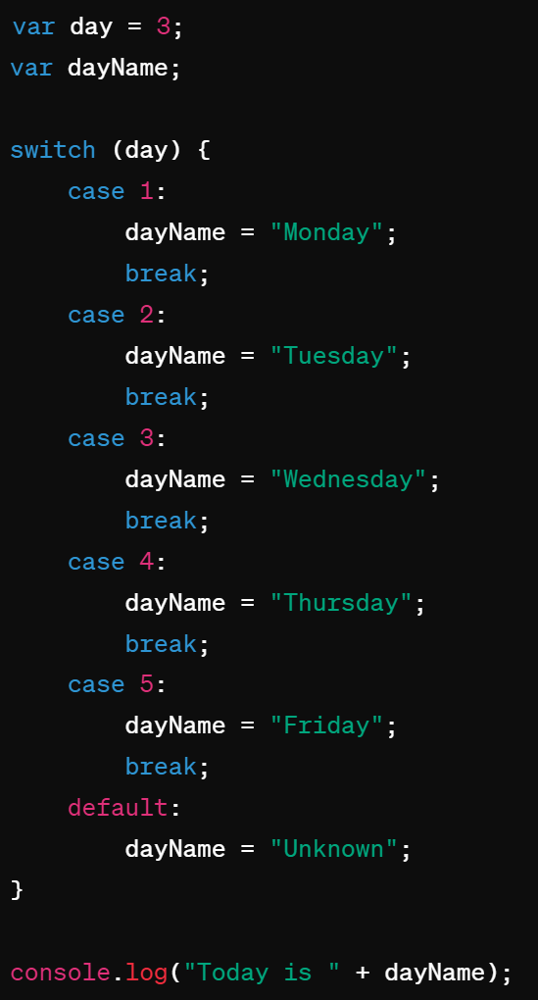 var day = 3;
var dayName;

switch (day) {
    case 1:
        dayName = "Monday";
        break;
    case 2:
        dayName = "Tuesday";
        break;
    case 3:
        dayName = "Wednesday";
        break;
    case 4:
        dayName = "Thursday";
        break;
    case 5:
        dayName = "Friday";
        break;
    default:
        dayName = "Unknown";
}

console.log("Today is " + dayName);